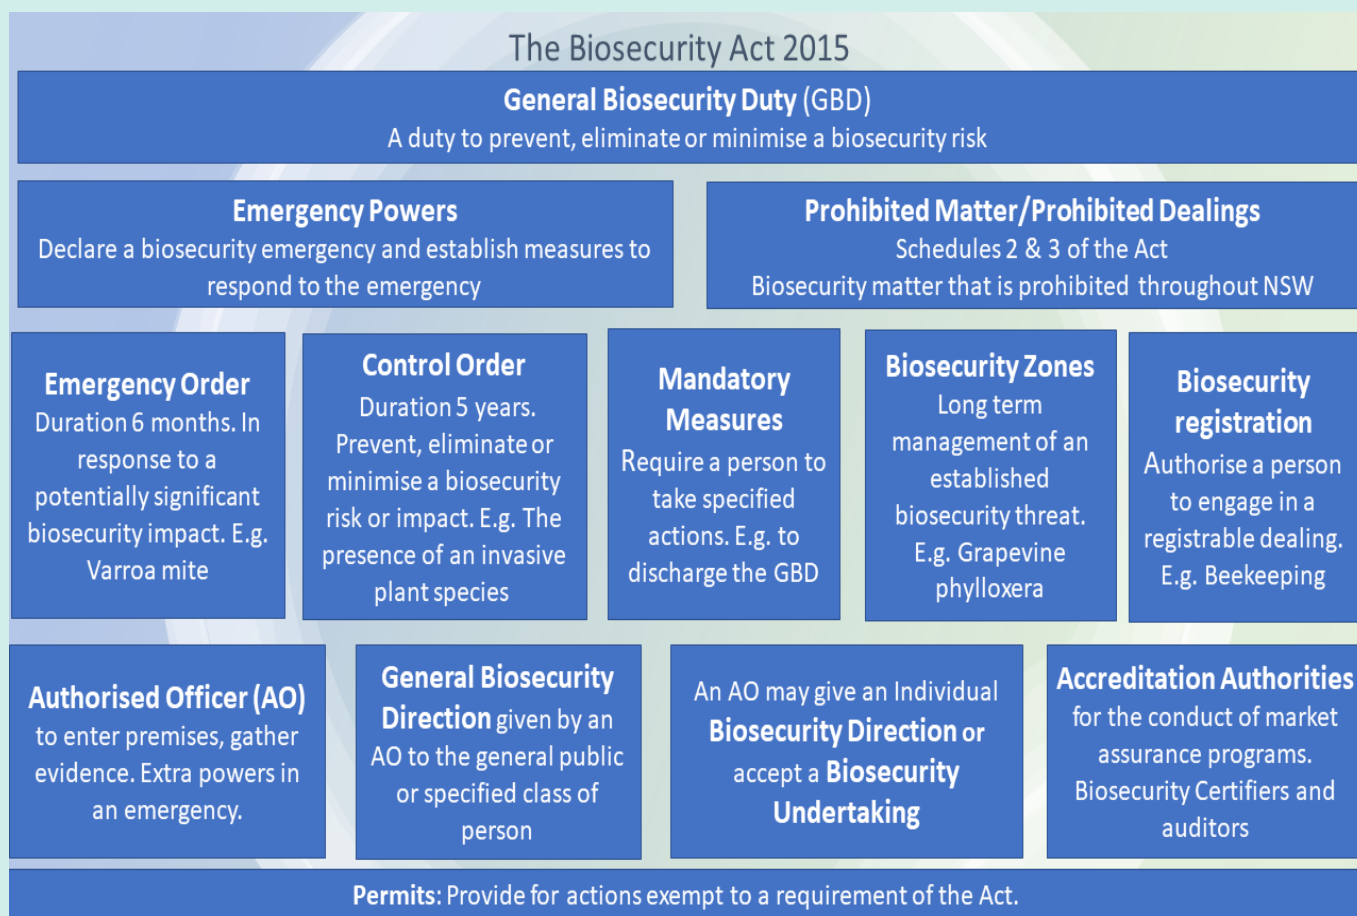 The Biosecurity Act 2015
General Biosecurity Duty (GBD)
A duty to prevent, eliminate or minimise a biosecurity risk
Emergency Powers
Declare a biosecurity emergency and establish measures to
respond to the emergency
Prohibited Matter/Prohibited Dealings
Schedules 2 & 3 of the Act
Biosecurity matter that is prohibited throughout NSW
Emergency Order
Duration 6 months. In
response to a
potentially significant
biosecurity impact. E.g.
Varroa mite
Control Order
Duration 5 years.
Prevent, eliminate or
minimise a biosecurity
risk or impact. E.g. The
presence of an invasive
plant species
Mandatory
Measures
Require a person to
take specified
actions. E.g. to
discharge the GBD
Biosecurity Zones
Long term
management of an
established
biosecurity threat.
E.g. Grapevine
phylloxera
Biosecurity
registration
Authorise a person
to engage in a
registrable dealing.
E.g. Beekeeping
Authorised Officer (AO)
to enter premises, gather
evidence. Extra powers in
an emergency.
General Biosecurity
Direction given by an
AO to the general public
or specified class of
person
An AO may give an Individual
Biosecurity Direction or
accept a Biosecurity
Undertaking
Accreditation Authorities
for the conduct of market
assurance programs.
Biosecurity Certifiers and
auditors
Permits: Provide for actions exempt to a requirement of the Act.